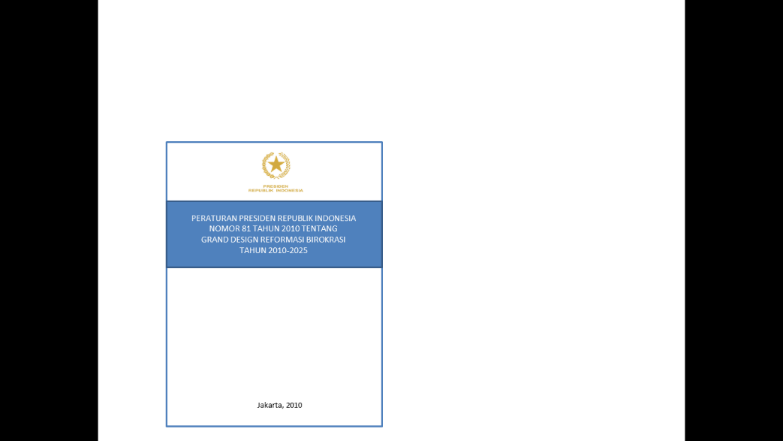 PRESIDEN
REPUBLIK INDONESIA
PERATURAN PRESIDEN REPUBLIK INDONESIA
NOMOR 81 TAHUN 2010 TENTANG
GRAND DESIGN REFORMASI BIROKRASI
TAHUN 2010-2025
Jakarta, 2010